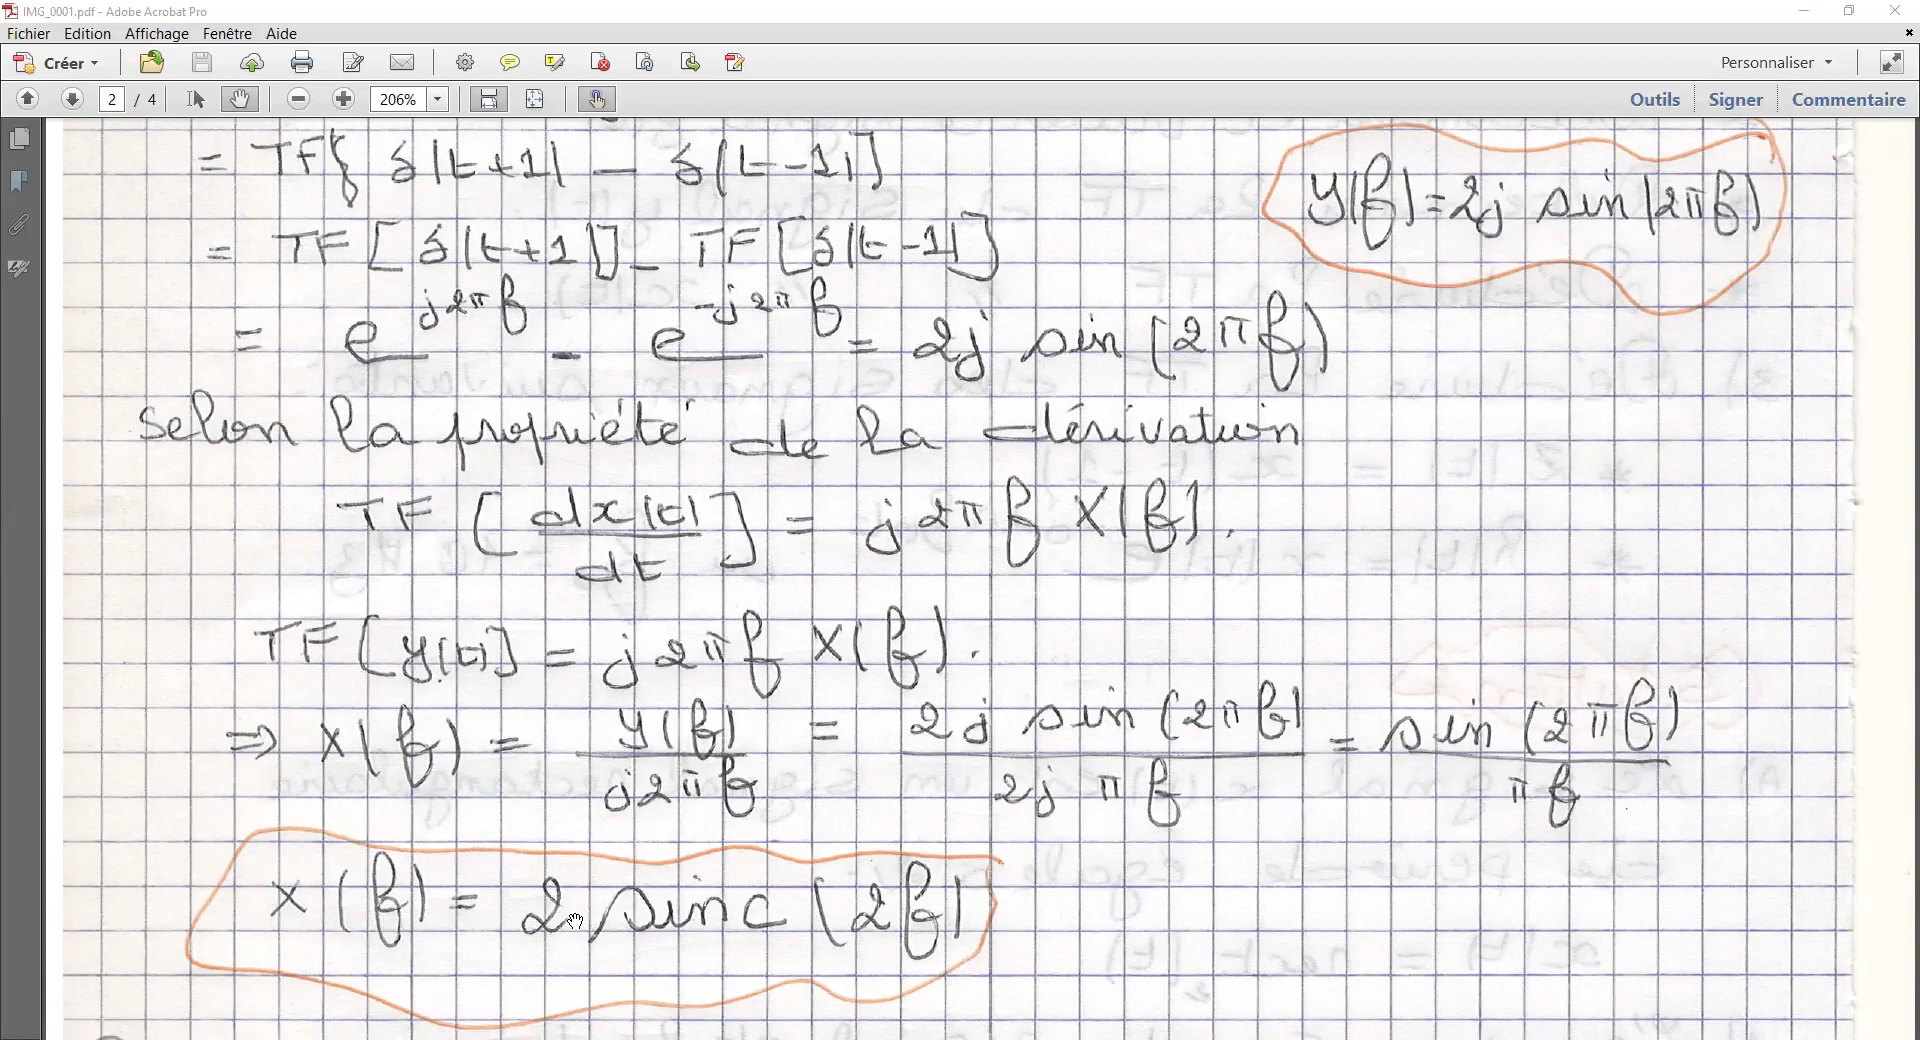 IMG_0001.pdf - Adobe Acrobat Pro
Fichier Edition Affichage Fenêtre Aide
Créer
Personnaliser
2 / 4
206%
Outils Signer Commentaire
= TF{ δ(t+1) - δ(t-1)]
Y(f) = 2j sin(2πf)
= TF[δ(t+1)] - TF[δ(t-1)]
= e^{j2πf} - e^{-j2πf} = 2j sin(2πf)
selon la propriété de la dérivation
TF[dx(t)/dt] = j2πf X(f).
TF[y(t)] = j2πf X(f).
⇒ X(f) = Y(f)/j2πf = 2j sin(2πf)/2jπf = sin(2πf)/πf
X(f) = 2 sinc(2f)